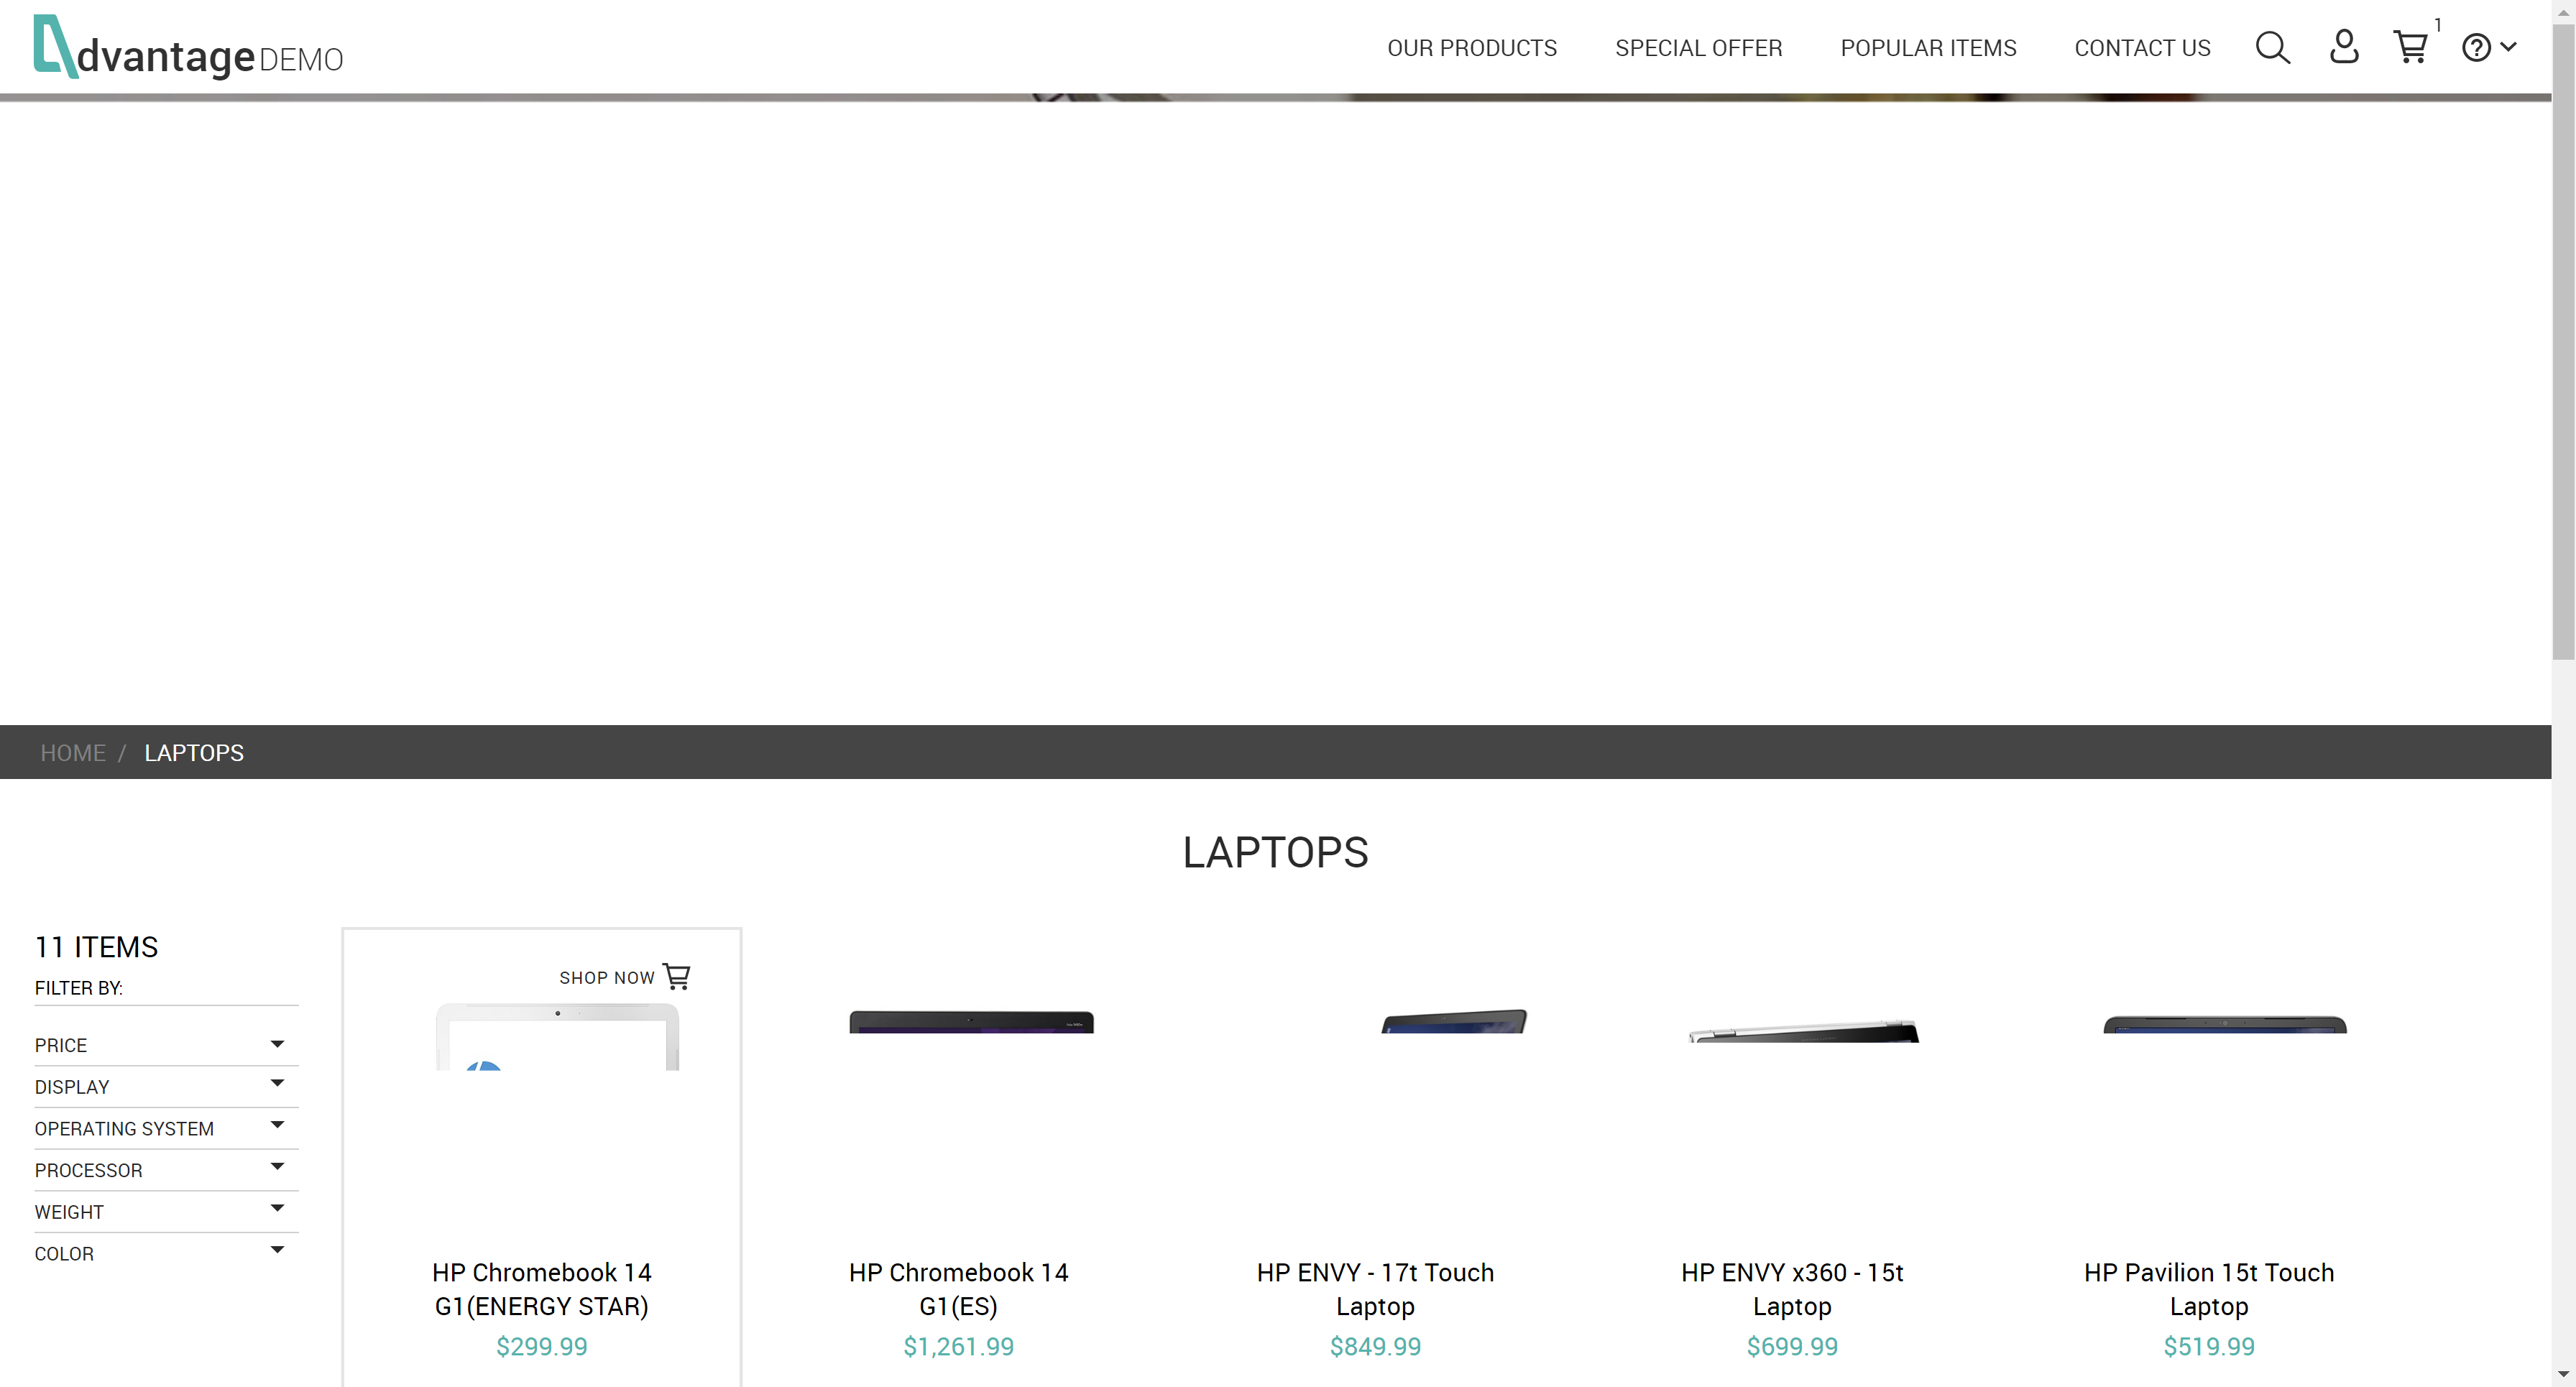 dvantage DEMO
OUR PRODUCTS
SPECIAL OFFER
POPULAR ITEMS
CONTACT US
1
HOME / LAPTOPS
LAPTOPS
11 ITEMS
FILTER BY:
PRICE
DISPLAY
OPERATING SYSTEM
PROCESSOR
WEIGHT
COLOR
SHOP NOW
HP Chromebook 14
G1(ENERGY STAR)
$299.99
HP Chromebook 14
G1(ES)
$1,261.99
HP ENVY - 17t Touch
Laptop
$849.99
HP ENVY x360 - 15t
Laptop
$699.99
HP Pavilion 15t Touch
Laptop
$519.99